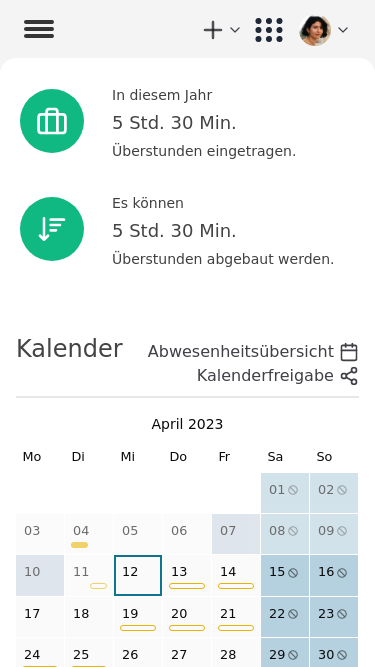 In diesem Jahr
5 Std. 30 Min.
Überstunden eingetragen.
Es können
5 Std. 30 Min.
Überstunden abgebaut werden.
Kalender
Abwesenheitsübersicht
Kalenderfreigabe
April 2023
Mo Di Mi Do Fr Sa So
01 02
03 04 05 06 07 08 09
10 11 12 13 14 15 16
17 18 19 20 21 22 23
24 25 26 27 28 29 30